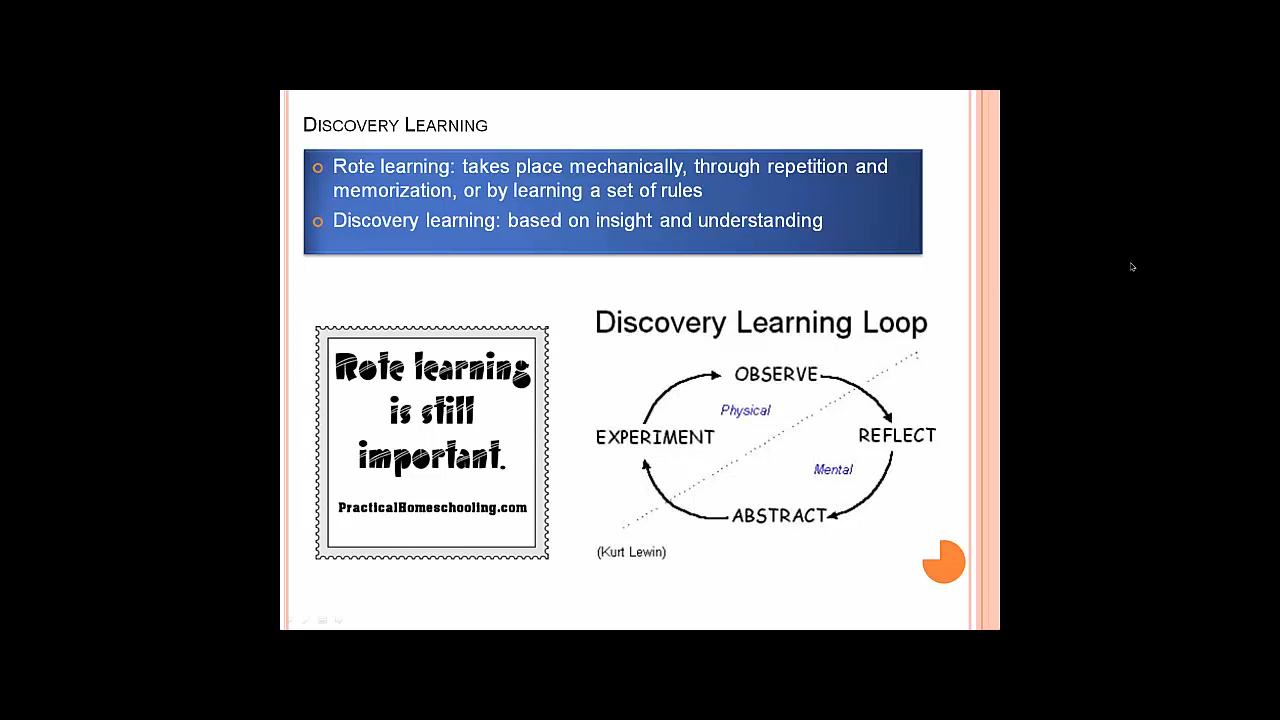 DISCOVERY LEARNING
Rote learning: takes place mechanically, through repetition and
memorization, or by learning a set of rules
Discovery learning: based on insight and understanding
Rote learning
is still
important.
PracticalHomeschooling.com
Discovery Learning Loop
OBSERVE
Physical
EXPERIMENT
REFLECT
Mental
ABSTRACT
(Kurt Lewin)